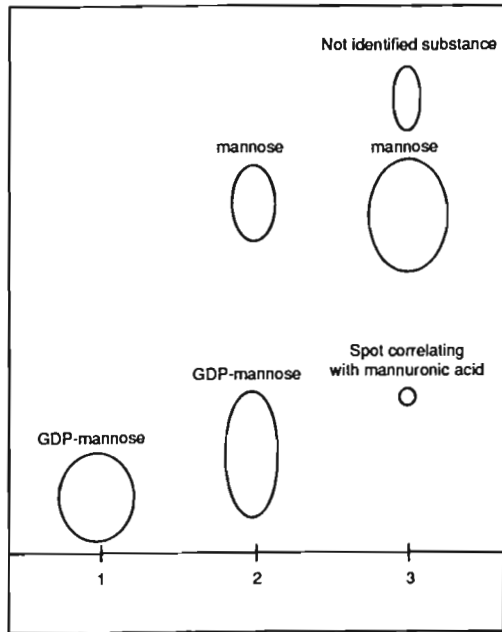 Not identified substance
mannose
mannose
Spot correlating
with mannuronic acid
GDP-mannose
GDP-mannose
1
2
3